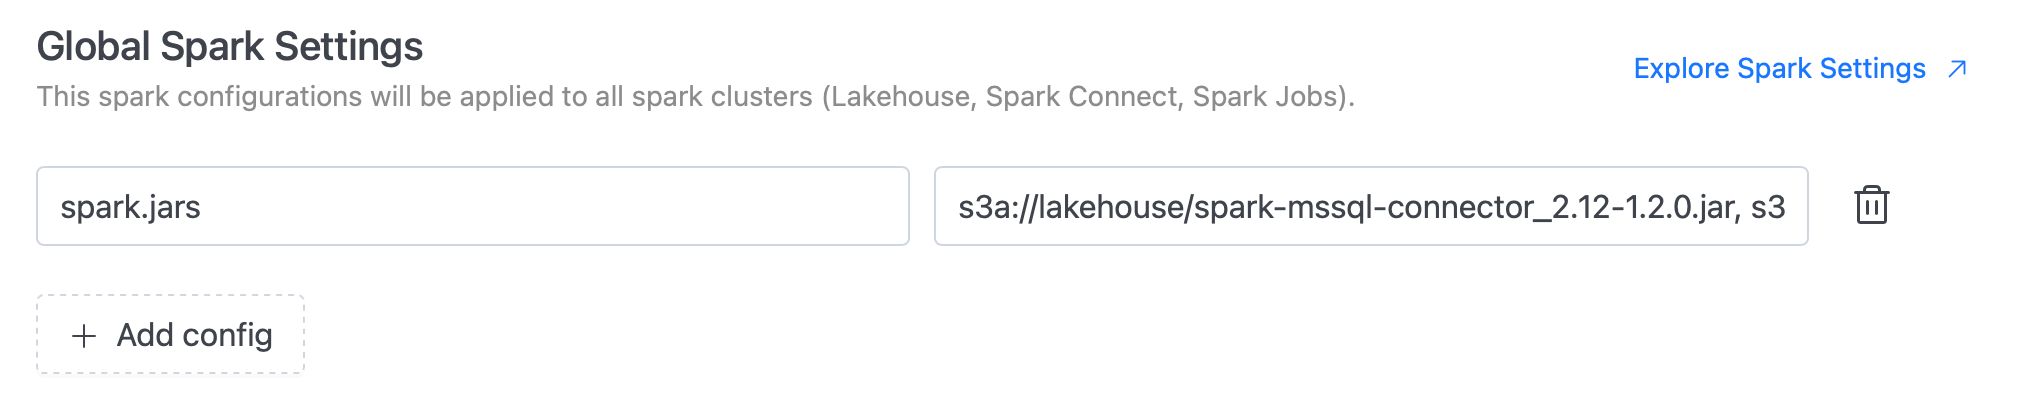 Global Spark Settings
Explore Spark Settings
This spark configurations will be applied to all spark clusters (Lakehouse, Spark Connect, Spark Jobs).
spark.jars
s3a://lakehouse/spark-mssql-connector_2.12-1.2.0.jar, s3
+ Add config